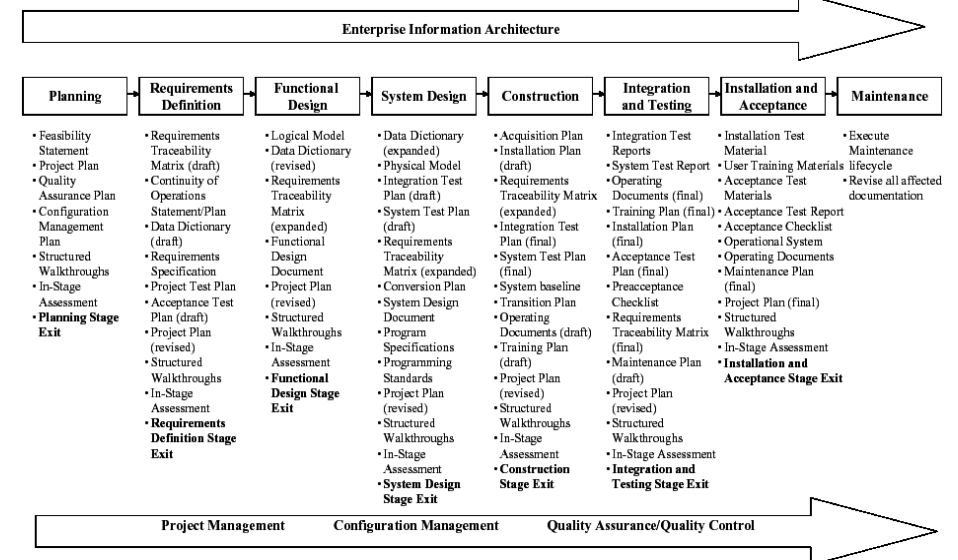 Enterprise Information Architecture
Planning
Requirements
Definition
Functional
Design
System Design
Construction
Integration
and Testing
Installation and
Acceptance
Maintenance
• Feasibility
Statement
• Project Plan
• Quality
Assurance Plan
• Configuration
Management
Plan
• Structured
Walkthroughs
• In-Stage
Assessment
• Planning Stage
Exit
• Requirements
Traceability
Matrix (draft)
• Continuity of
Operations
Statement/Plan
• Data Dictionary
(draft)
• Requirements
Specification
• Project Test Plan
• Acceptance Test
Plan (draft)
• Project Plan
(revised)
• Structured
Walkthroughs
• In-Stage
Assessment
• Requirements
Definition Stage
Exit
• Logical Model
• Data Dictionary
(revised)
• Requirements
Traceability
Matrix
(expanded)
• Functional
Design
Document
• Project Plan
(revised)
• Structured
Walkthroughs
• In-Stage
Assessment
• Functional
Design Stage
Exit
• Data Dictionary
(expanded)
• Physical Model
• Integration Test
Plan (draft)
• System Test Plan
(draft)
• Requirements
Traceability
Matrix (expanded)
• Conversion Plan
• System Design
Document
• Program
Specifications
• Programming
Standards
• Project Plan
(revised)
• Structured
Walkthroughs
• In-Stage
Assessment
• System Design
Stage Exit
• Acquisition Plan
• Installation Plan
(draft)
• Requirements
Traceability Matrix
(expanded)
• Integration Test
Plan (final)
• System Test Plan
(final)
• System baseline
• Transition Plan
• Operating
Documents (draft)
• Training Plan
(draft)
• Project Plan
(revised)
• Structured
Walkthroughs
• In-Stage
Assessment
• Construction
Stage Exit
• Integration Test
Reports
• System Test Report
• Operating
Documents (final)
• Training Plan (final)
• Installation Plan
(final)
• Acceptance Test
Plan (final)
• Preacceptance
Checklist
• Requirements
Traceability Matrix
(final)
• Maintenance Plan
(draft)
• Project Plan
(revised)
• Structured
Walkthroughs
• In-Stage Assessment
• Integration and
Testing Stage Exit
• Installation Test
Material
• User Training Materials
• Acceptance Test
Materials
• Acceptance Test Report
• Acceptance Checklist
• Operational System
• Operating Documents
• Maintenance Plan
(final)
• Project Plan (final)
• Structured
Walkthroughs
• In-Stage Assessment
• Installation and
Acceptance Stage Exit
• Execute
Maintenance
lifecycle
• Revise all affected
documentation
Project Management Configuration Management Quality Assurance/Quality Control